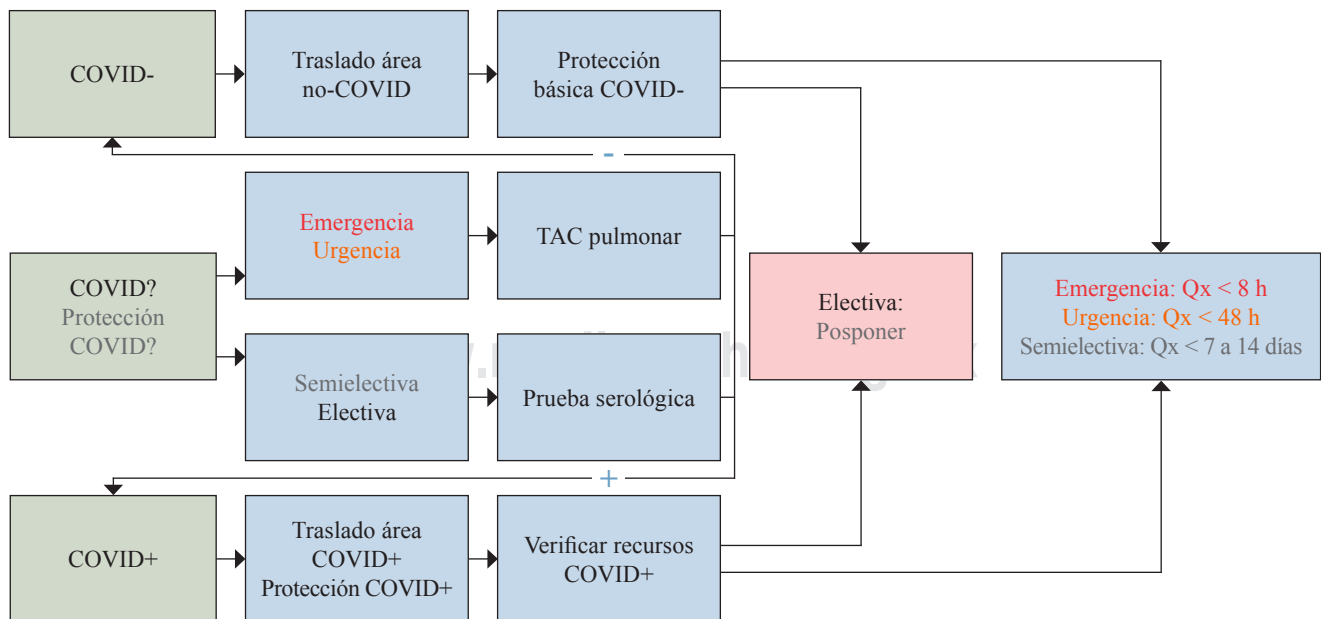 COVID-
Traslado área
no-COVID
Protección
básica COVID-
-
Emergencia
Urgencia
TAC pulmonar
COVID?
Protección
COVID?
Electiva:
Posponer
Emergencia: Qx < 8 h
Urgencia: Qx < 48 h
Semielectiva: Qx < 7 a 14 días
Semielectiva
Electiva
Prueba serológica
+
COVID+
Traslado área
COVID+
Protección COVID+
Verificar recursos
COVID+